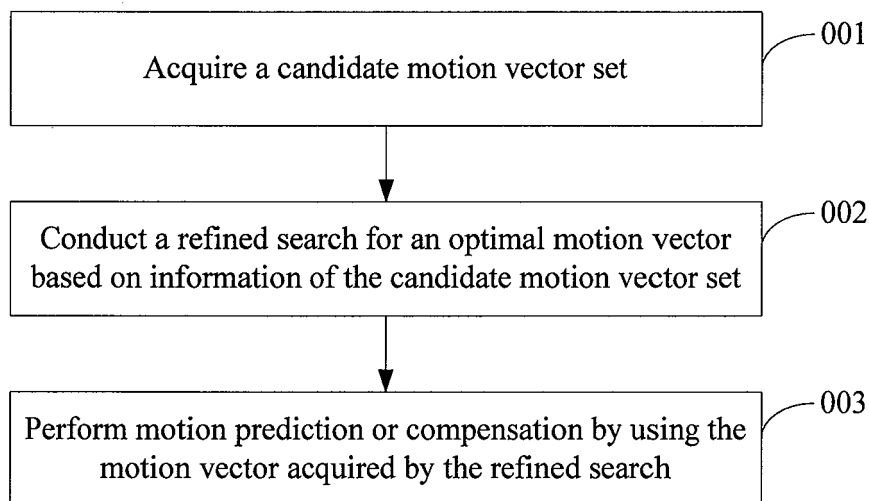 001
Acquire a candidate motion vector set
002
Conduct a refined search for an optimal motion vector
based on information of the candidate motion vector set
003
Perform motion prediction or compensation by using the
motion vector acquired by the refined search